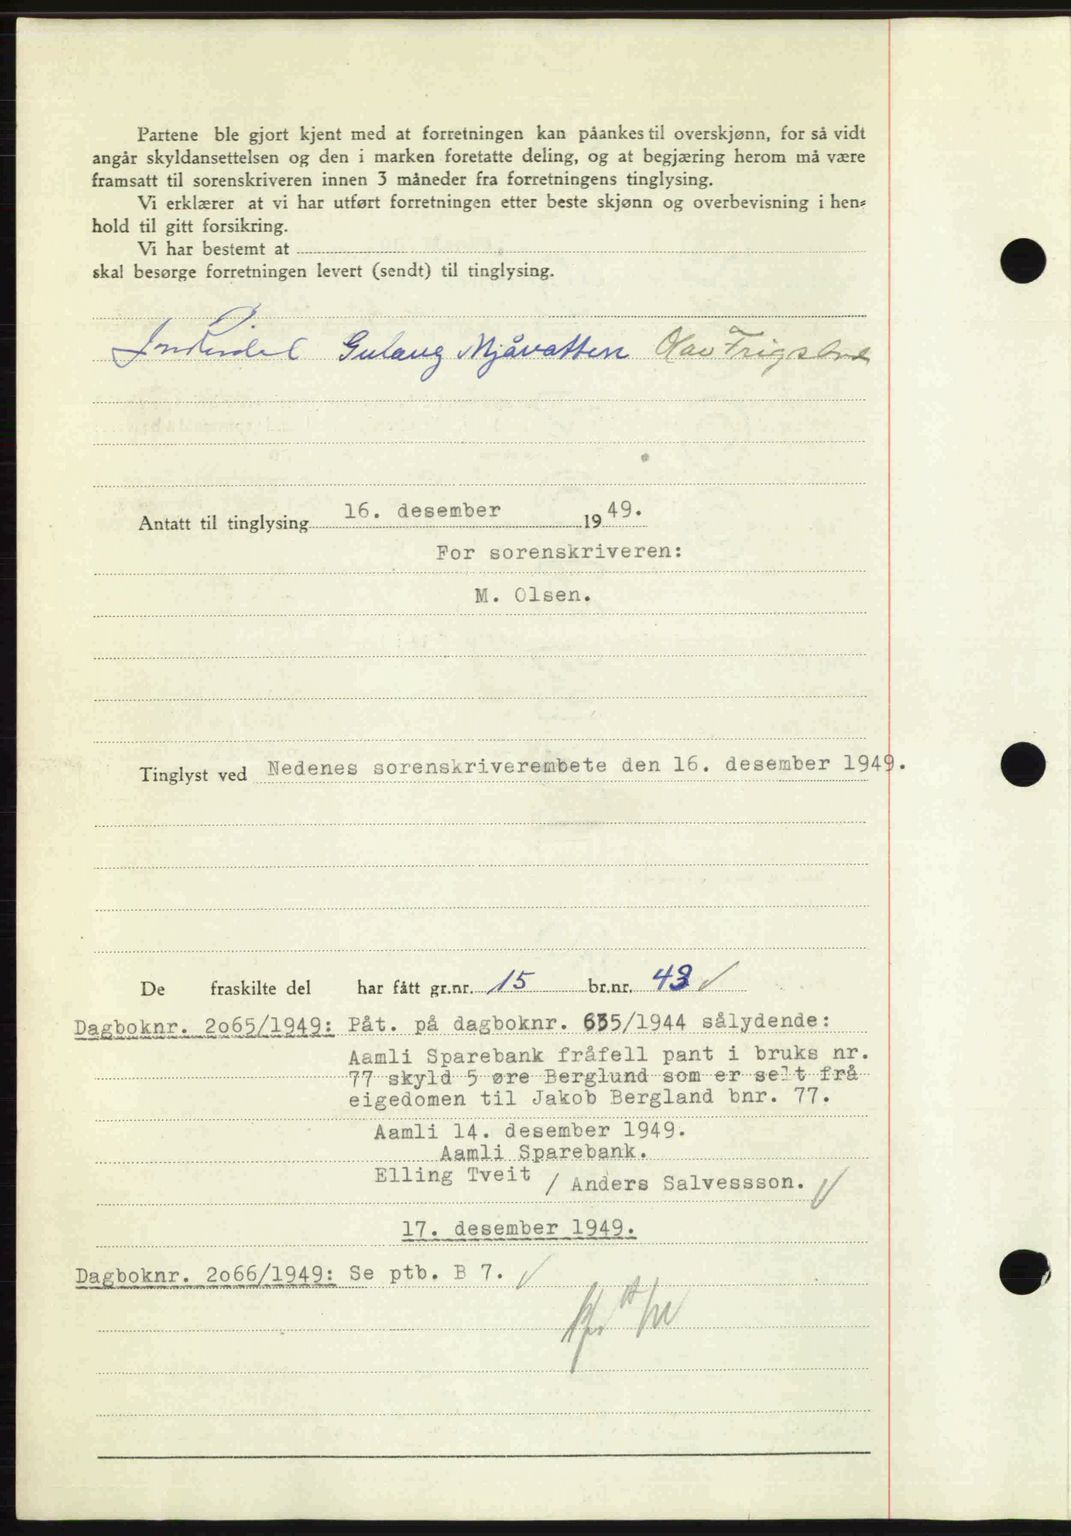 Partene ble gjort kjent med at forretningen kan påankes til overskjønn, for så vidt
angår skyldansettelsen og den i marken foretatte deling, og at begjæring herom må være
framsatt til sorenskriveren innen 3 måneder fra forretningens tinglysing.
Vi erklærer at vi har utført forretningen etter beste skjønn og overbevisning i hen-
hold til gitt forsikring.
Vi har bestemt at
skal besørge forretningen levert (sendt) til tinglysing.
Gulaug Mjåvatten Olav
Antatt til tinglysing 16. desember 1949.
For sorenskriveren:
M. Olsen.
Tinglyst ved Nedenes sorenskriverembete den 16. desember 1949.
De fraskilte del har fått gr.nr. 15 br.nr. 43
Dagboknr. 2o65/1949: Påt. på dagboknr. 635/1944 sålydende:
Aamli Sparebank fråfell pant i bruks nr.
77 skyld 5 øre Berglund som er selt frå
eigedomen til Jakob Bergland bnr. 77.
Aamli 14. desember 1949.
Aamli Sparebank.
Elling Tveit / Anders Salvessson.
17. desember 1949.
Dagboknr. 2o66/1949: Se ptb. B 7.